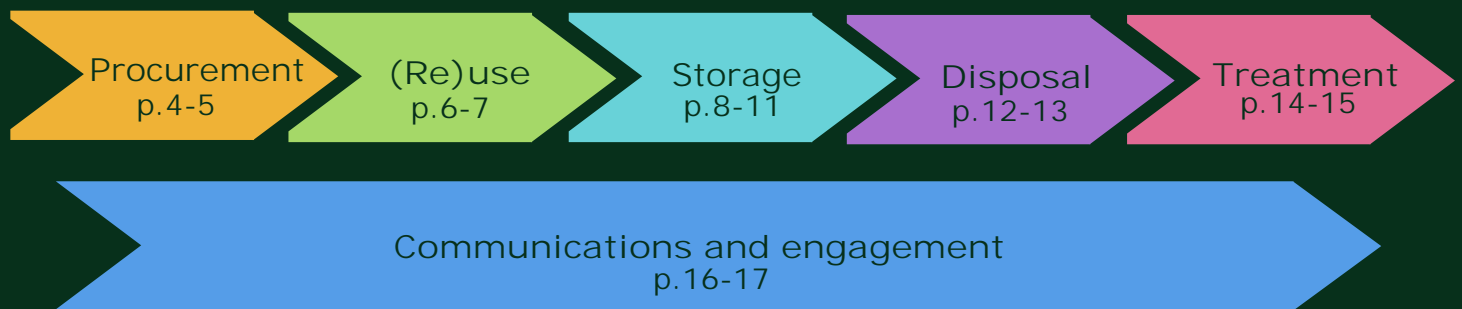 Procurement
p.4-5
(Re)use
p.6-7
Storage
p.8-11
Disposal
p.12-13
Treatment
p.14-15
Communications and engagement
p.16-17